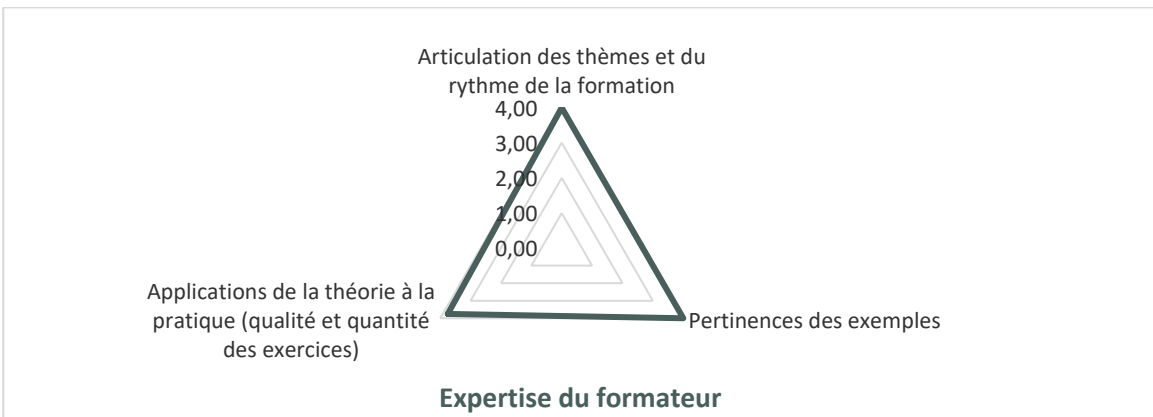 Articulation des thèmes et du
rythme de la formation
4,00
3,00
2,00
1,00
0,00
Applications de la théorie à la
pratique (qualité et quantité
des exercices)
Pertinences des exemples
Expertise du formateur